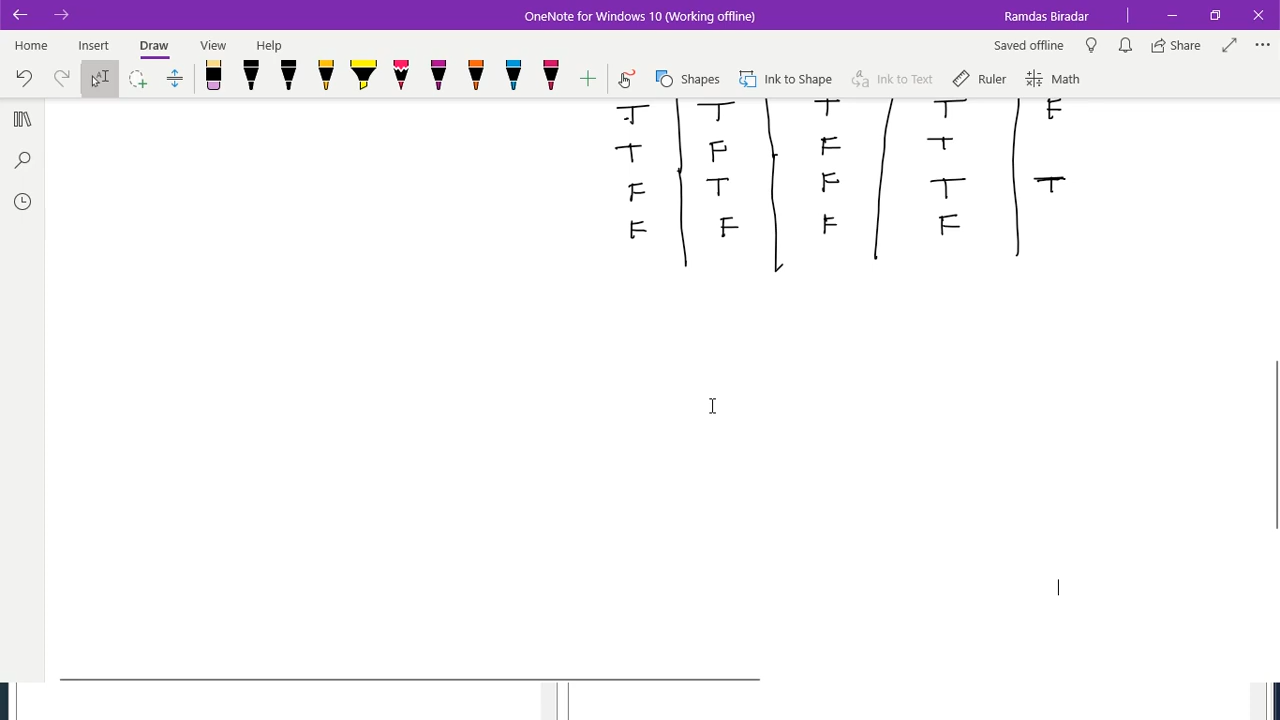 OneNote for Windows 10 (Working offline) Ramdas Biradar
Home Insert Draw View Help Saved offline Share
Shapes Ink to Shape Ink to Text Ruler Math
T T T T F
T F F T
F T F T T
F F F F